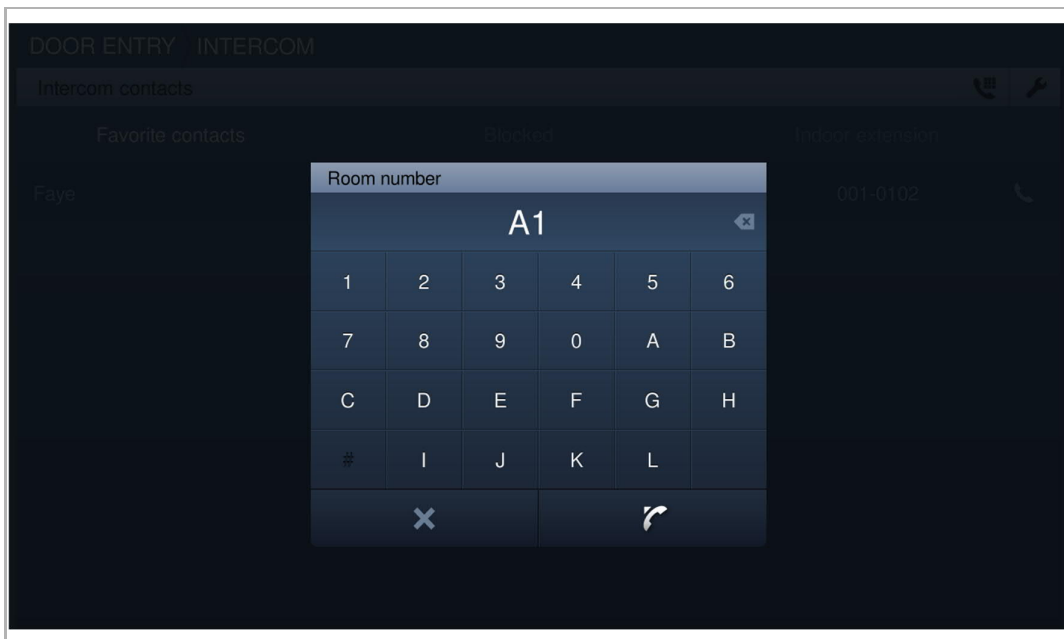 DOOR ENTRY INTERCOM
Intercom contacts
Favorite contacts Blocked Indoor extension
Faye 001-0102
Room number
A1
1 2 3 4 5 6
7 8 9 0 A B
C D E F G H
# I J K L